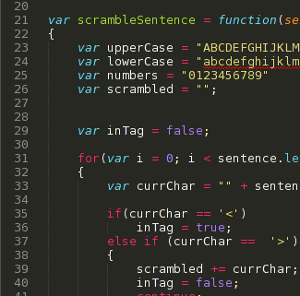 20
21 var scrambleSentence = function(se
22 {
23 var upperCase = "ABCDEFGHIJKLM
24 var lowerCase = "abcdefghijklm
25 var numbers = "0123456789"
26 var scrambled = "";
27
28
29 var inTag = false;
30
31 for(var i = 0; i < sentence.le
32 {
33 var currChar = "" + senten
34
35 if(currChar == '<')
36 inTag = true;
37 else if (currChar == '>')
38 {
39 scrambled += currChar;
40 inTag = false;
41 continue;